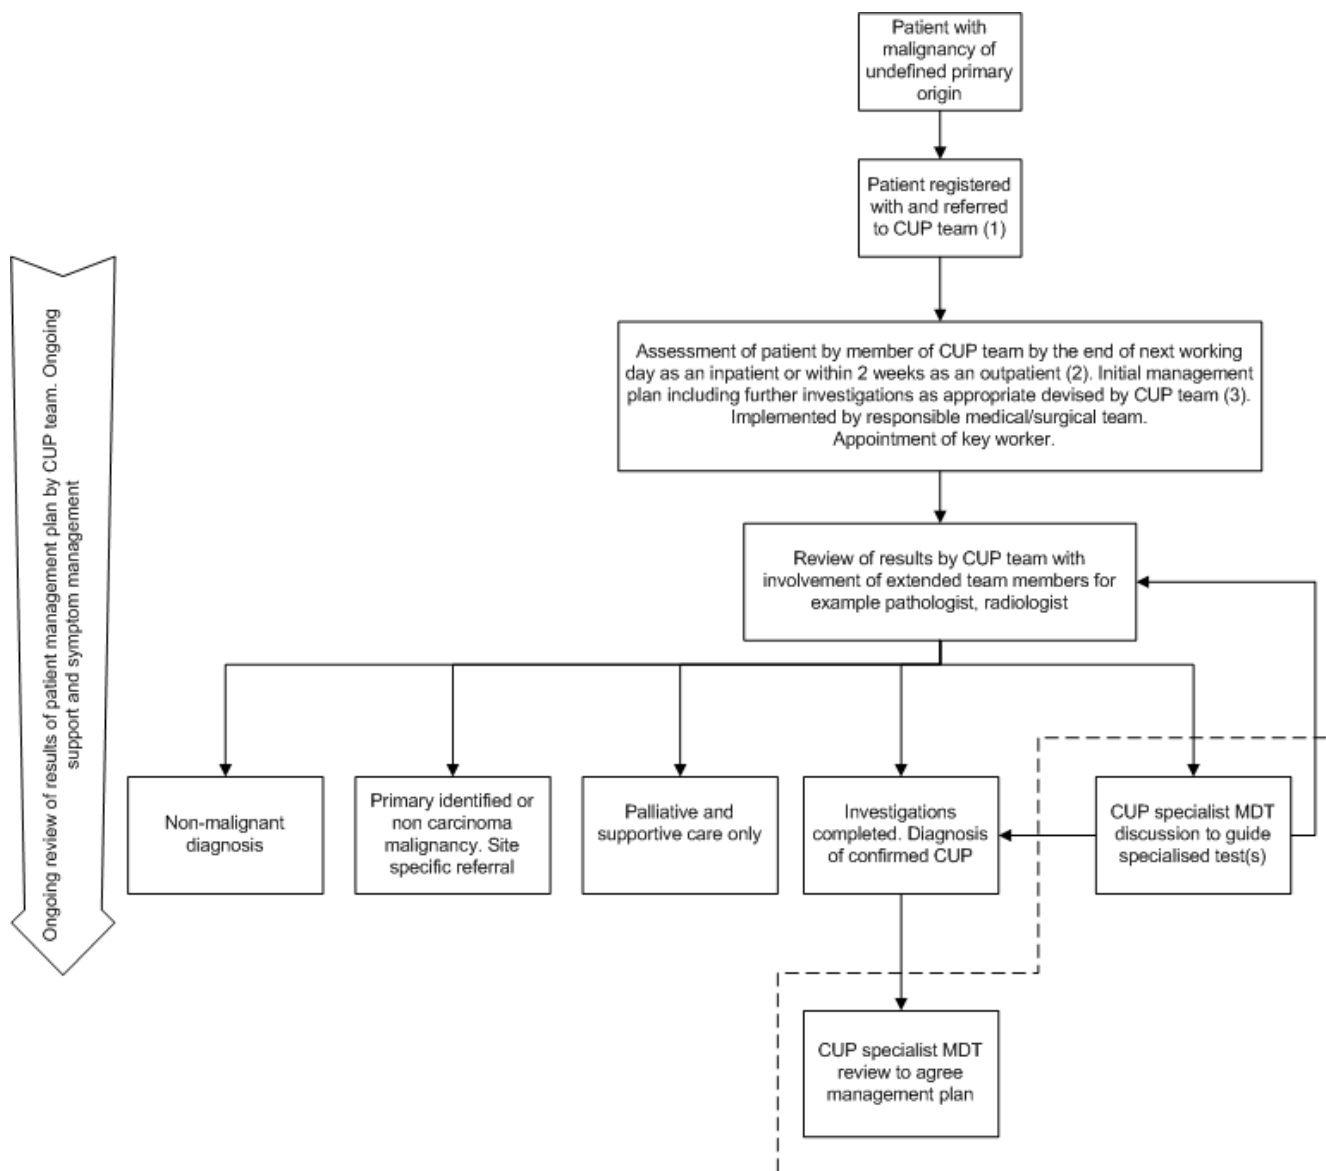 Patient with
malignancy of
undefined primary
origin
Patient registered
with and referred
to CUP team (1)
Assessment of patient by member of CUP team by the end of next working
day as an inpatient or within 2 weeks as an outpatient (2). Initial management
plan including further investigations as appropriate devised by CUP team (3).
Implemented by responsible medical/surgical team.
Appointment of key worker.
Ongoing review of results of patient management plan by CUP team. Ongoing
support and symptom management
Review of results by CUP team with
involvement of extended team members for
example pathologist, radiologist
Non-malignant
diagnosis
Primary identified or
non carcinoma
malignancy. Site
specific referral
Palliative and
supportive care only
Investigations
completed. Diagnosis
of confirmed CUP
CUP specialist MDT
discussion to guide
specialised test(s)
CUP specialist MDT
review to agree
management plan